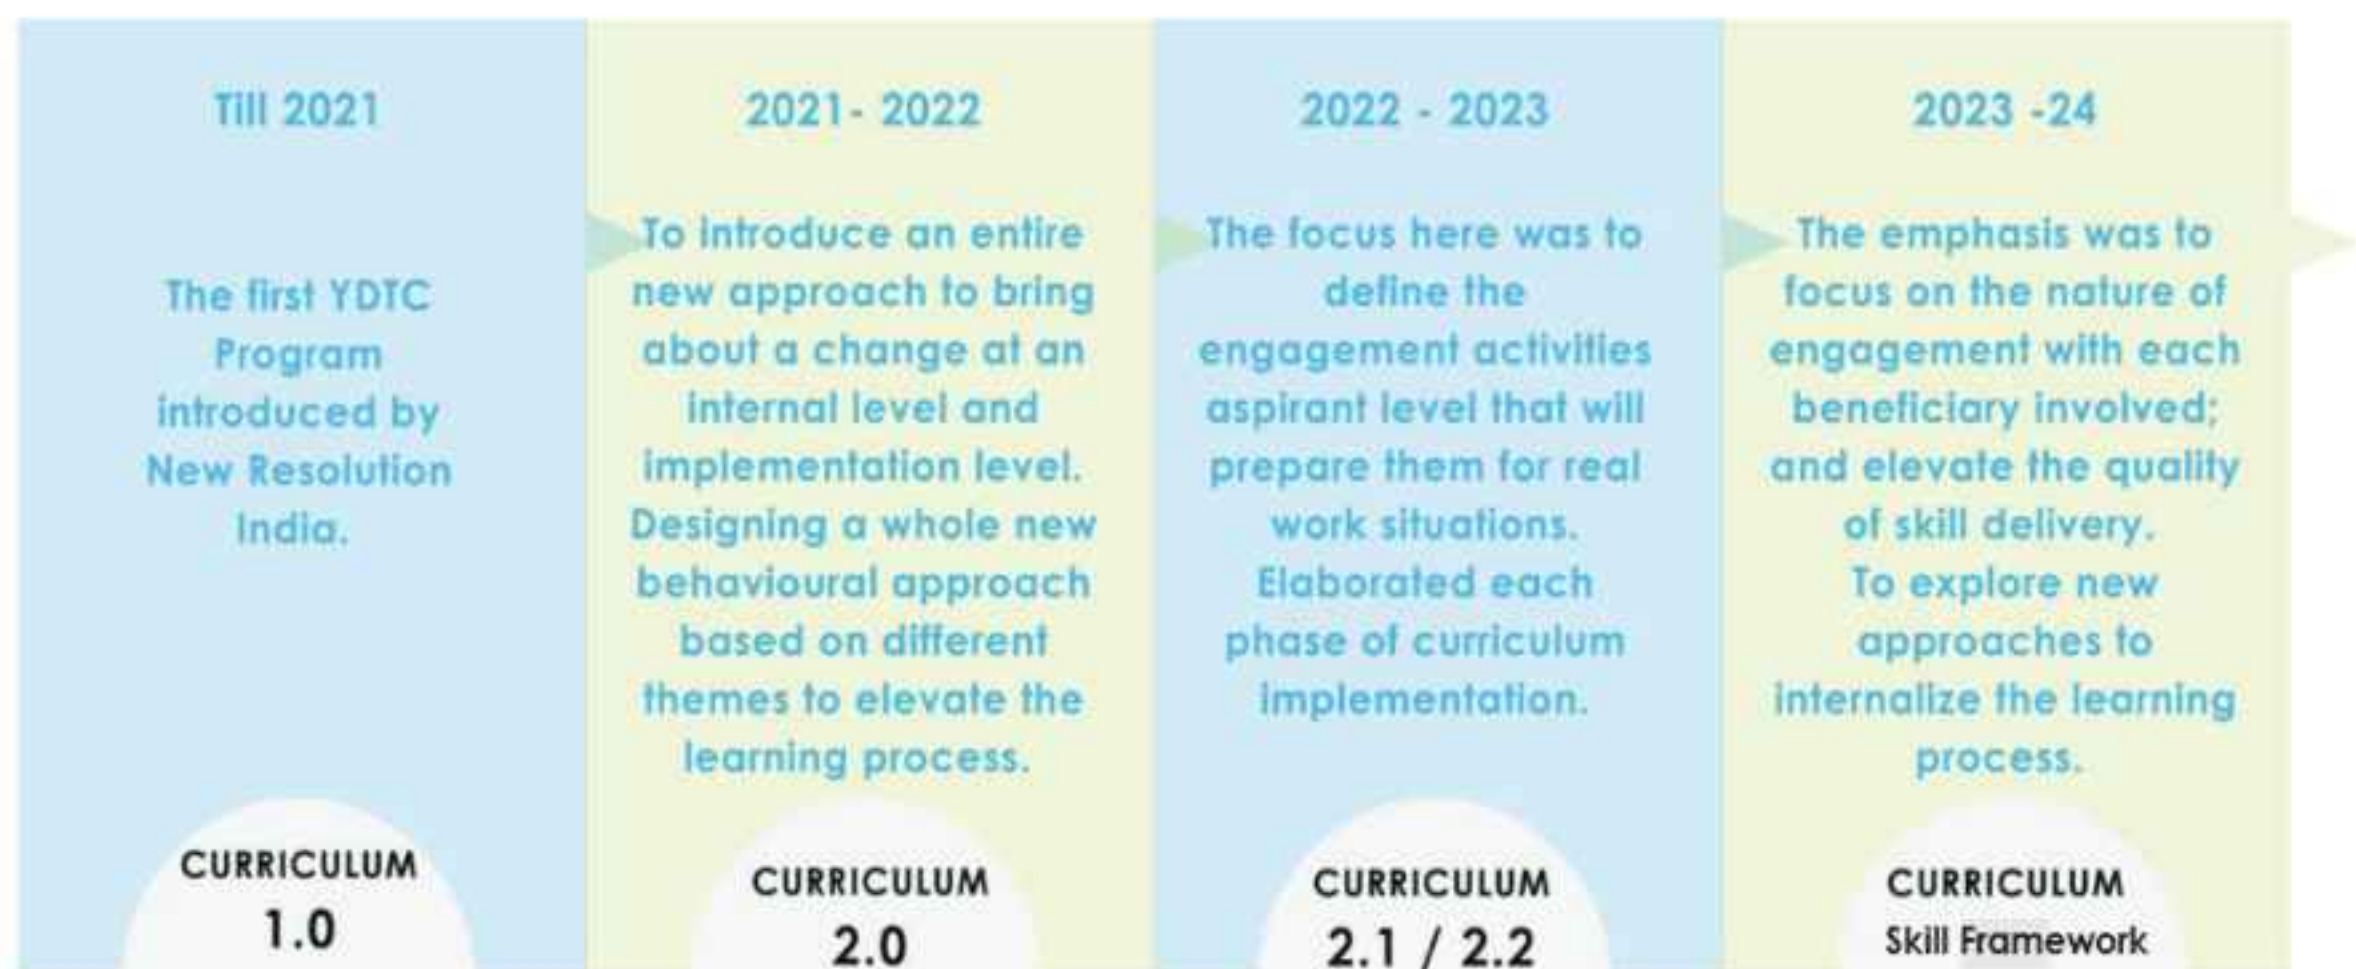 Till 2021
The first YDTC
Program
introduced by
New Resolution
India.
CURRICULUM
1.0
2021- 2022
To introduce an entire
new approach to bring
about a change at an
internal level and
implementation level.
Designing a whole new
behavioural approach
based on different
themes to elevate the
learning process.
CURRICULUM
2.0
2022 - 2023
The focus here was to
define the
engagement activities
aspirant level that will
prepare them for real
work situations.
Elaborated each
phase of curriculum
implementation.
CURRICULUM
2.1 / 2.2
2023 -24
The emphasis was to
focus on the nature of
engagement with each
beneficiary involved;
and elevate the quality
of skill delivery.
To explore new
approaches to
internalize the learning
process.
CURRICULUM
Skill Framework